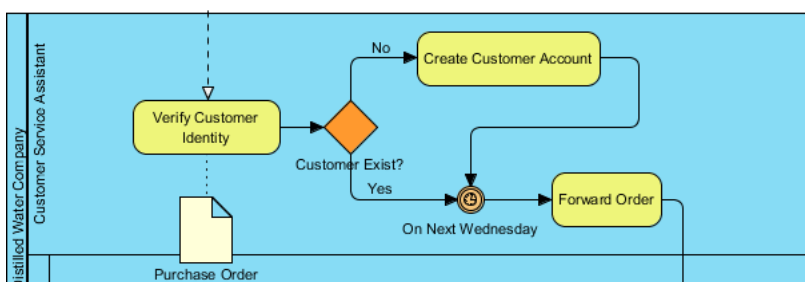 Distilled Water Company
Customer Service Assistant
No
Create Customer Account
Verify Customer
Identity
Customer Exist?
Yes
On Next Wednesday
Forward Order
Purchase Order